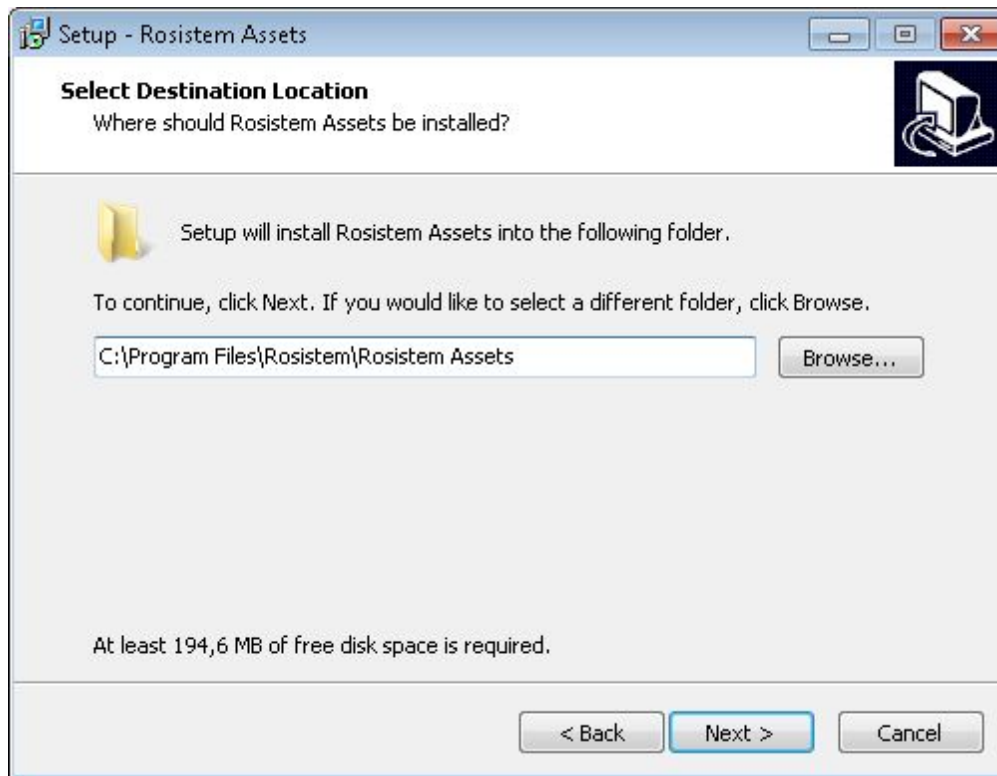 Setup - Rosistem Assets
Select Destination Location
Where should Rosistem Assets be installed?
Setup will install Rosistem Assets into the following folder.
To continue, click Next. If you would like to select a different folder, click Browse.
C:\Program Files\Rosistem\Rosistem Assets
Browse...
At least 194,6 MB of free disk space is required.
< Back
Next >
Cancel